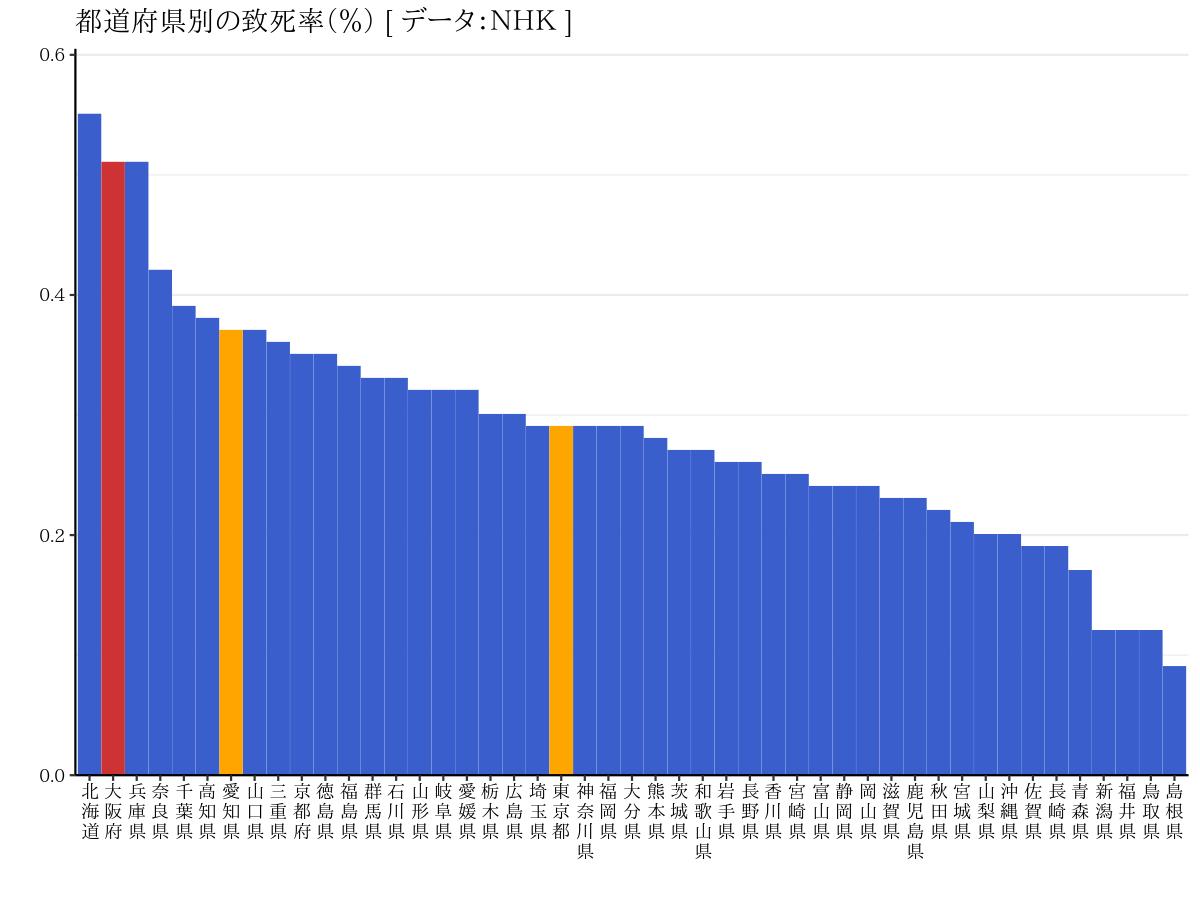 都道府県別の致死率(%) [ データ:NHK ]
0.6
0.4
0.2
0.0
北海道
大阪府
兵庫県
奈良県
千葉県
高知県
愛知県
山口県
三重県
京都府
徳島県
福島県
群馬県
石川県
山形県
岐阜県
愛媛県
栃木県
広島県
埼玉県
東京都
神奈川県
福岡県
大分県
熊本県
茨城県
和歌山県
岩手県
長野県
香川県
宮崎県
富山県
静岡県
岡山県
滋賀県
鹿児島県
秋田県
宮城県
山梨県
沖縄県
佐賀県
長崎県
青森県
新潟県
福井県
鳥取県
島根県